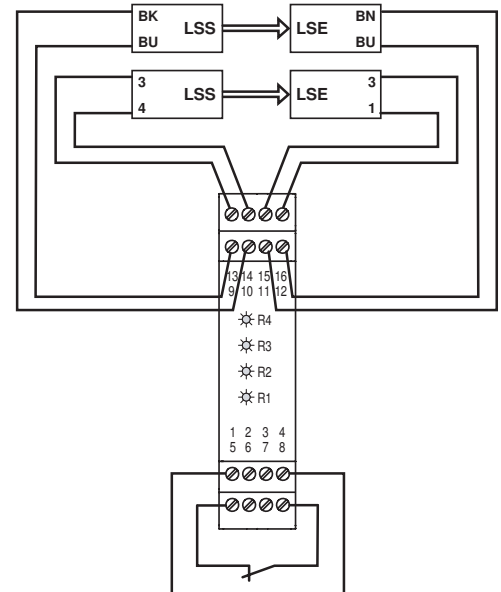 BK LSS LSE BN
BU BU
3 LSS LSE 3
4 1
13 14 15 16
9 10 11 12
R4
R3
R2
R1
1 2 3 4
5 6 7 8